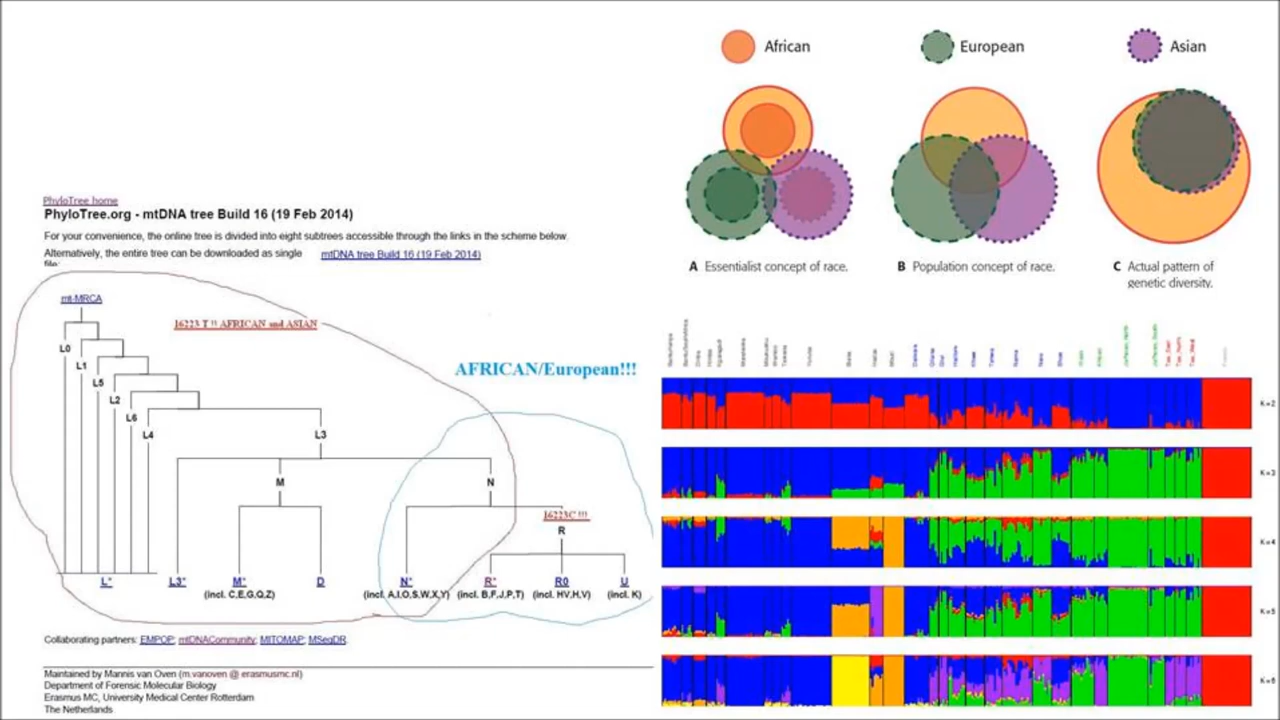 PhyloTree home
PhyloTree.org - mtDNA tree Build 16 (19 Feb 2014)
For your convenience, the online tree is divided into eight subtrees accessible through the links in the scheme below.
Alternatively, the entire tree can be downloaded as single mtDNA tree Build 16 (19 Feb 2014)
file:
mt-MRCA
16223 T !! AFRICAN and ASIAN
L0
L1
L5
L2
L6
L4
L3
AFRICAN/European!!!
M
N
16223C !!!
R
L*
L3*
M*
D
N*
R*
R0
U
(incl. C,E,G,Q,Z)
(incl. A,I,O,S,W,X,Y)
(incl. B,F,J,P,T)
(incl. HV,H,V)
(incl. K)
Collaborating partners: EMPOP; mtDNACommunity; MITOMAP; MSeqDR.
Maintained by Mannis van Oven (m.vanoven @ erasmusmc.nl)
Department of Forensic Molecular Biology
Erasmus MC, University Medical Center Rotterdam
The Netherlands
African
European
Asian
A Essentialist concept of race.
B Population concept of race.
C Actual pattern of
genetic diversity.
K=2
K=3
K=4
K=5
K=6